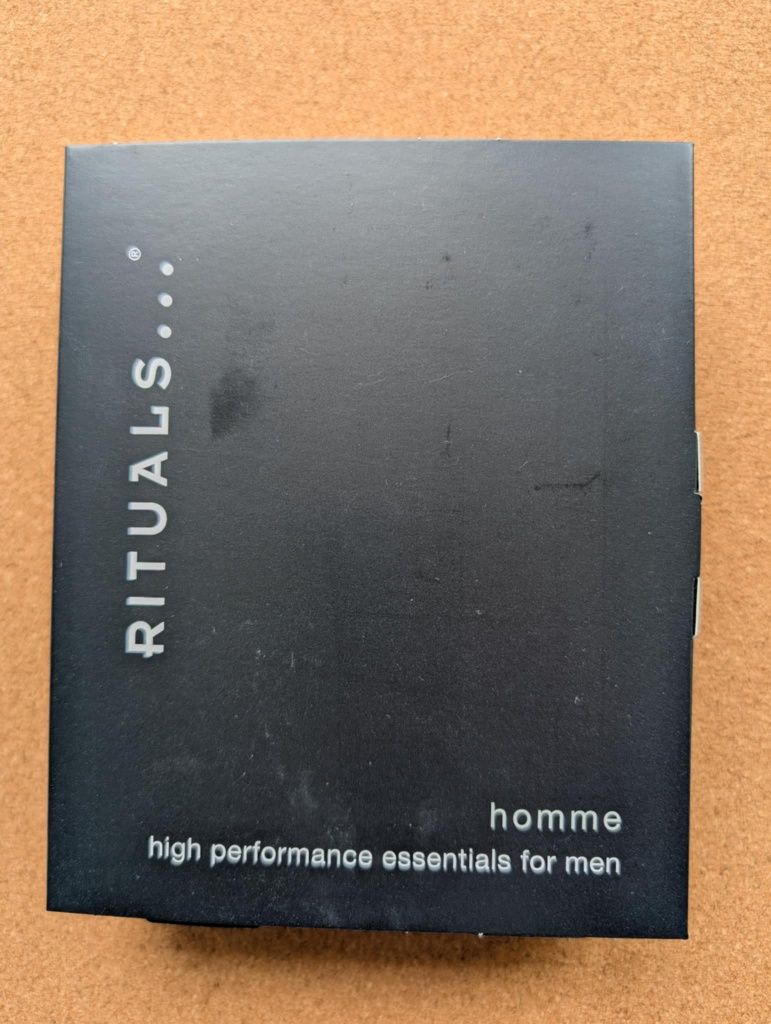 RITUALS...®
homme
high performance essentials for men